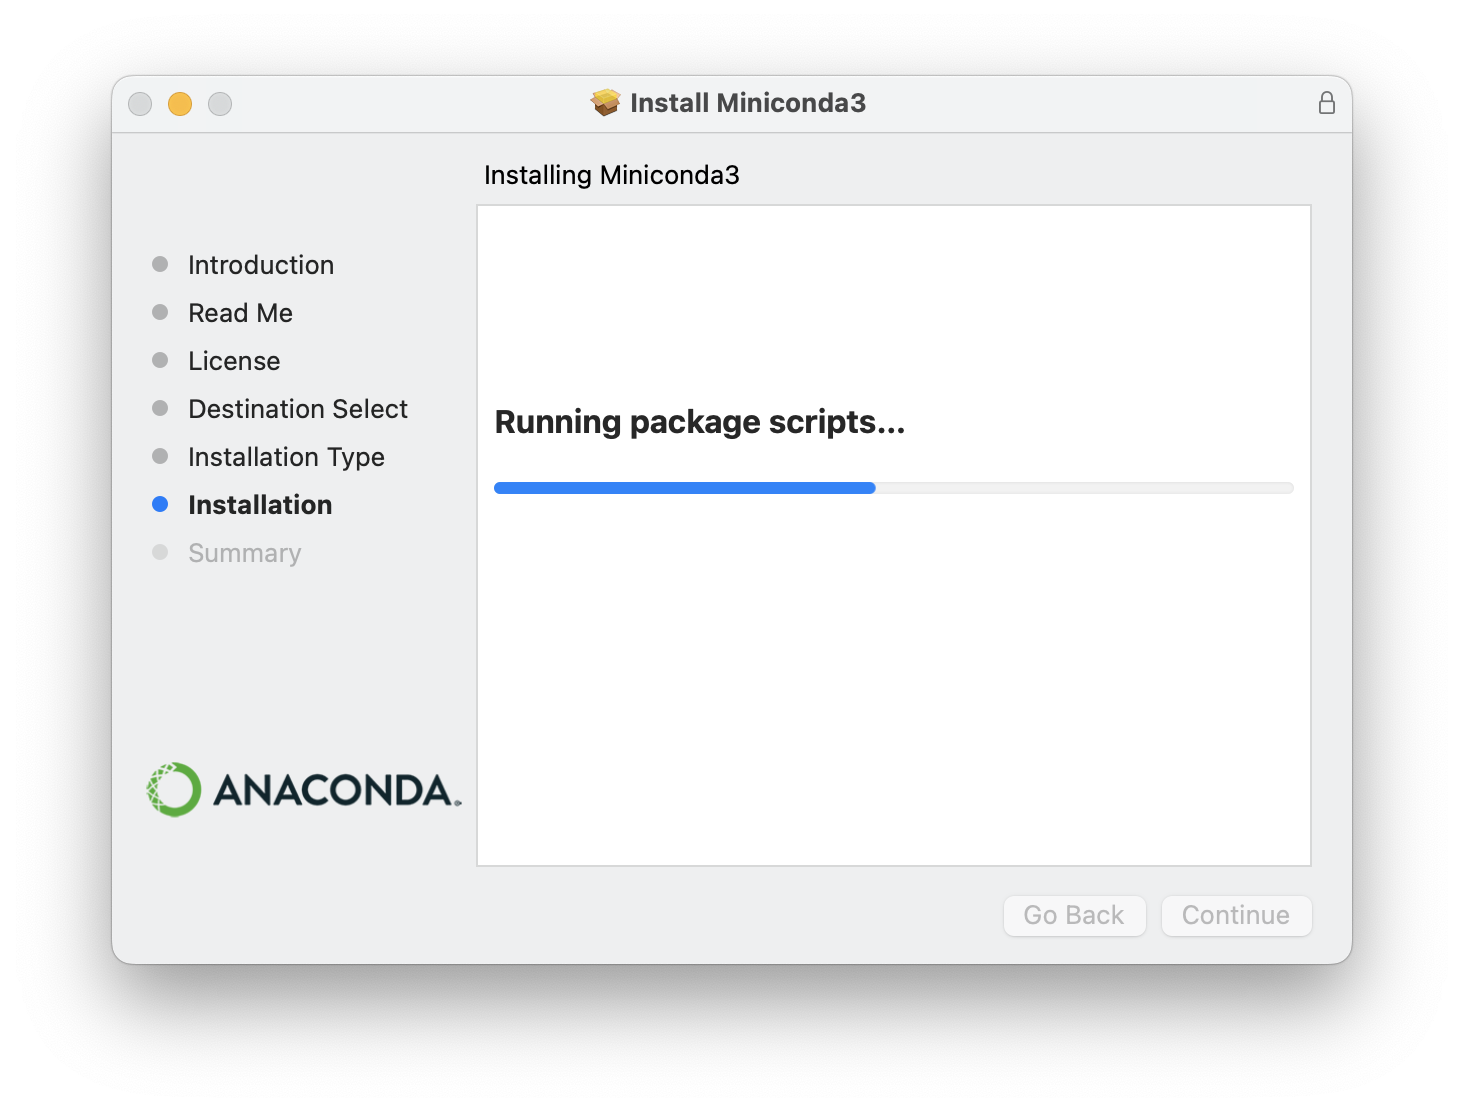 Install Miniconda3
Installing Miniconda3
Introduction
Read Me
License
Destination Select
Installation Type
Installation
Summary
Running package scripts...
ANACONDA.
Go Back
Continue